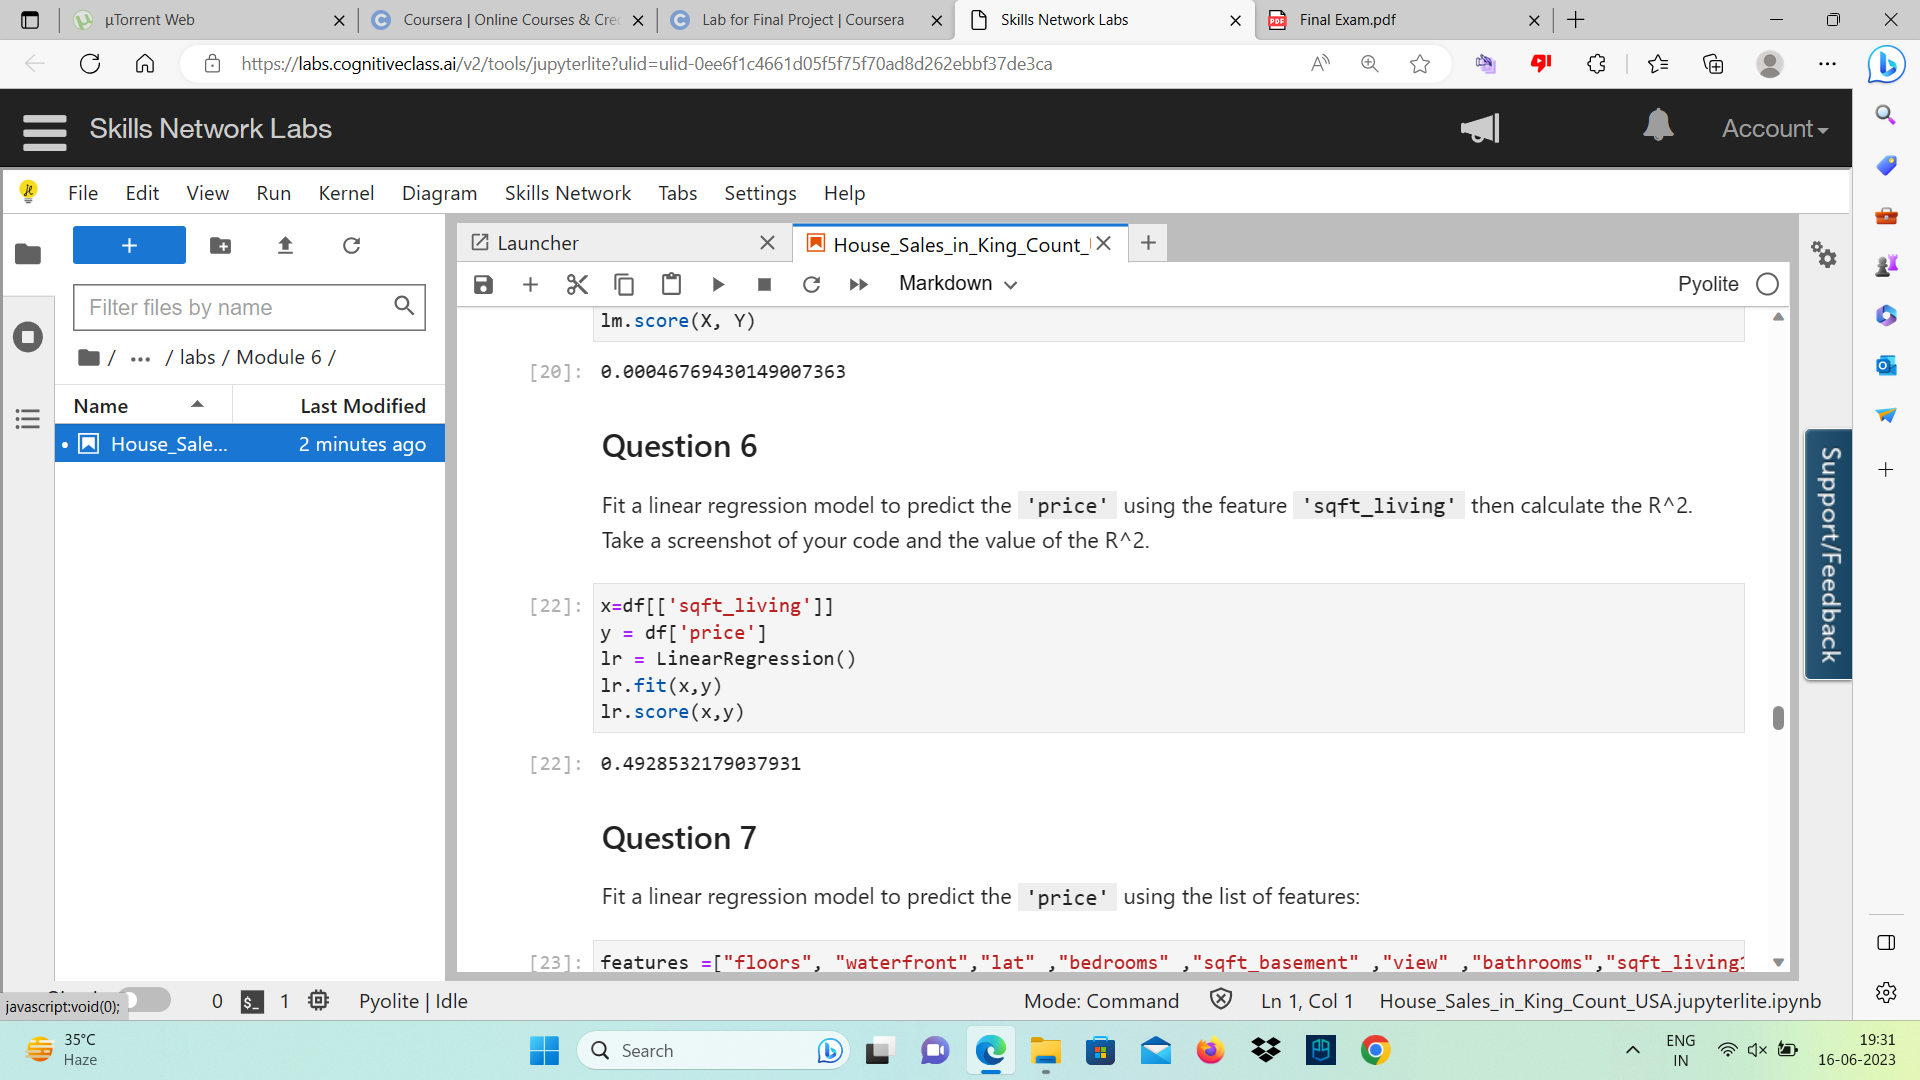 µTorrent Web
Coursera | Online Courses & Cre
Lab for Final Project | Coursera
Skills Network Labs
Final Exam.pdf
https://labs.cognitiveclass.ai/v2/tools/jupyterlite?ulid=ulid-0ee6f1c4661d05f5f75f70ad8d262ebbf37de3ca
Skills Network Labs
Account
File Edit View Run Kernel Diagram Skills Network Tabs Settings Help
Launcher
House_Sales_in_King_Count_
Markdown
Pyolite
Filter files by name
/ ... / labs / Module 6 /
Name Last Modified
House_Sale... 2 minutes ago
lm.score(X, Y)
[20]: 0.00046769430149007363
Question 6
Fit a linear regression model to predict the 'price' using the feature 'sqft_living' then calculate the R^2.
Take a screenshot of your code and the value of the R^2.
[22]: x=df[['sqft_living']]
y = df['price']
lr = LinearRegression()
lr.fit(x,y)
lr.score(x,y)
[22]: 0.4928532179037931
Question 7
Fit a linear regression model to predict the 'price' using the list of features:
[23]: features =["floors", "waterfront","lat" ,"bedrooms" ,"sqft_basement" ,"view" ,"bathrooms","sqft_living1
Support/Feedback
javascript:void(0);
0 $_ 1 Pyolite | Idle
Mode: Command Ln 1, Col 1 House_Sales_in_King_Count_USA.jupyterlite.ipynb
35°C
Haze
Search
ENG
IN
19:31
16-06-2023